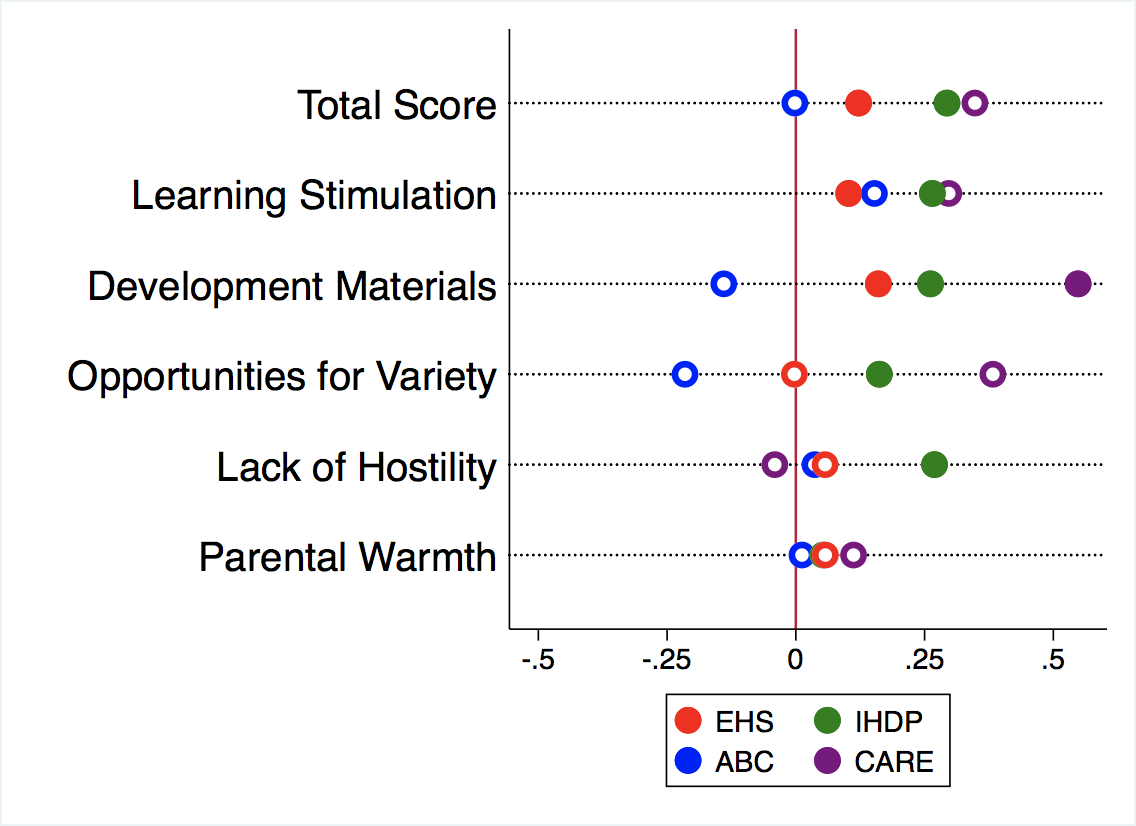 Total Score
Learning Stimulation
Development Materials
Opportunities for Variety
Lack of Hostility
Parental Warmth
-.5 -.25 0 .25 .5
EHS IHDP
ABC CARE